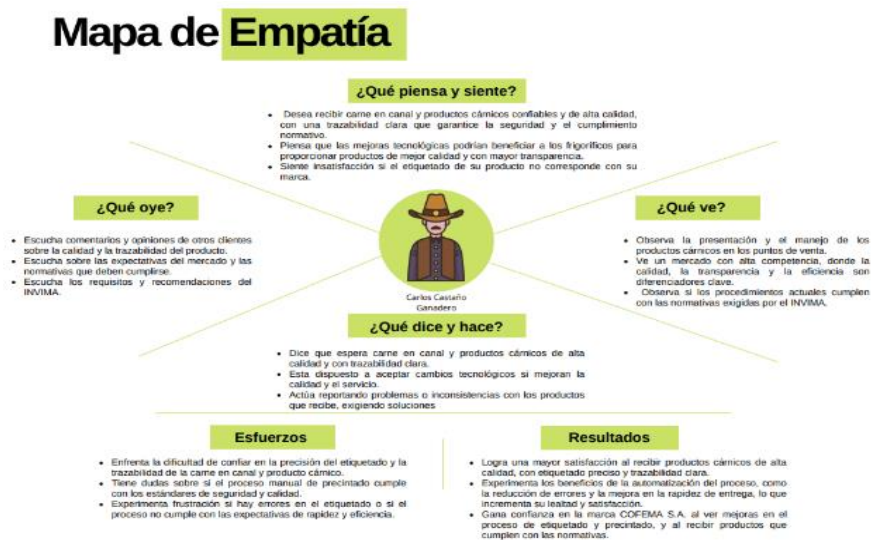 Mapa de Empatía
¿Qué piensa y siente?
• Desea recibir carne en canal y productos cárnicos confiables y de alta calidad,
con una trazabilidad clara que garantice la seguridad y el cumplimiento
normativo.
• Piensa que las mejoras tecnológicas podrían beneficiar a los frigoríficos para
proporcionar productos de mejor calidad y con mayor transparencia.
• Siente insatisfacción si el etiquetado de su producto no corresponde con su
marca.
¿Qué oye?
• Escucha comentarios y opiniones de otros clientes
sobre la calidad y la trazabilidad del producto.
• Escucha sobre las expectativas del mercado y las
normativas que deben cumplirse.
• Escucha los requisitos y recomendaciones del
INVIMA.
¿Qué ve?
• Observa la presentación y el manejo de los
productos cárnicos en los puntos de venta.
• Ve un mercado con alta competencia, donde la
calidad, la transparencia y la eficiencia son
diferenciadores clave.
• Observa si los procedimientos actuales cumplen
con las normativas exigidas por el INVIMA.
Carlos Castaño
Ganadero
¿Qué dice y hace?
• Dice que espera carne en canal y productos cárnicos de alta
calidad y con trazabilidad clara.
• Esta dispuesto a aceptar cambios tecnológicos si mejoran la
calidad y el servicio.
• Actúa reportando problemas o inconsistencias con los productos
que recibe, exigiendo soluciones
Esfuerzos
• Enfrenta la dificultad de confiar en la precisión del etiquetado y la
trazabilidad de la carne en canal y producto cárnico.
• Tiene dudas sobre si el proceso manual de precintado cumple
con los estándares de seguridad y calidad.
• Experimenta frustración si hay errores en el etiquetado o si el
proceso no cumple con las expectativas de rapidez y eficiencia.
Resultados
• Logra una mayor satisfacción al recibir productos cárnicos de alta
calidad, con etiquetado preciso y trazabilidad clara.
• Experimenta los beneficios de la automatización del proceso, como
la reducción de errores y la mejora en la rapidez de entrega, lo que
incrementa su lealtad y satisfacción.
• Gana confianza en la marca COFEMA S.A. al ver mejoras en el
proceso de etiquetado y precintado, y al recibir productos que
cumplen con las normativas.